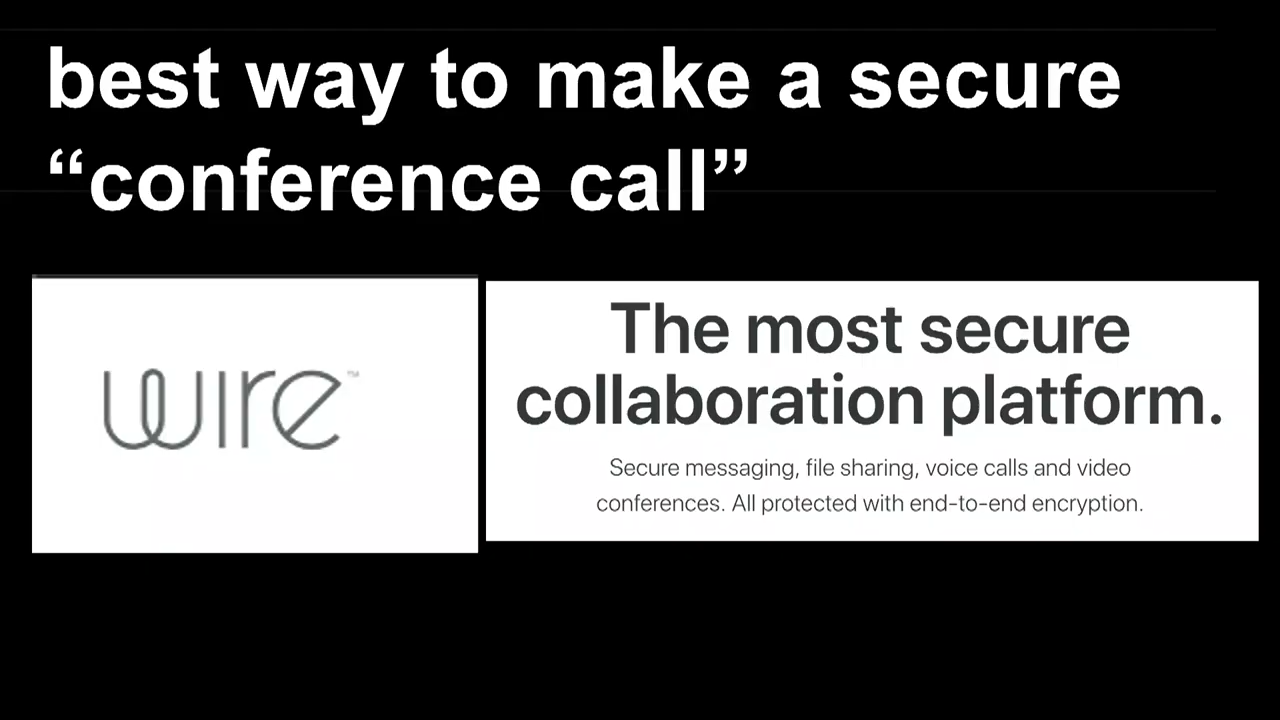 best way to make a secure
“conference call”
wire™
The most secure
collaboration platform.
Secure messaging, file sharing, voice calls and video
conferences. All protected with end-to-end encryption.